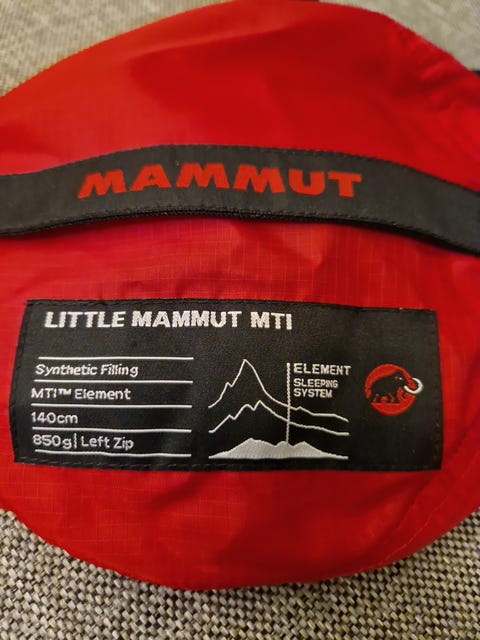 MAMMUT
LITTLE MAMMUT MTI
Synthetic Filling
MTI™ Element
140cm
850g | Left Zip
ELEMENT
SLEEPING
SYSTEM